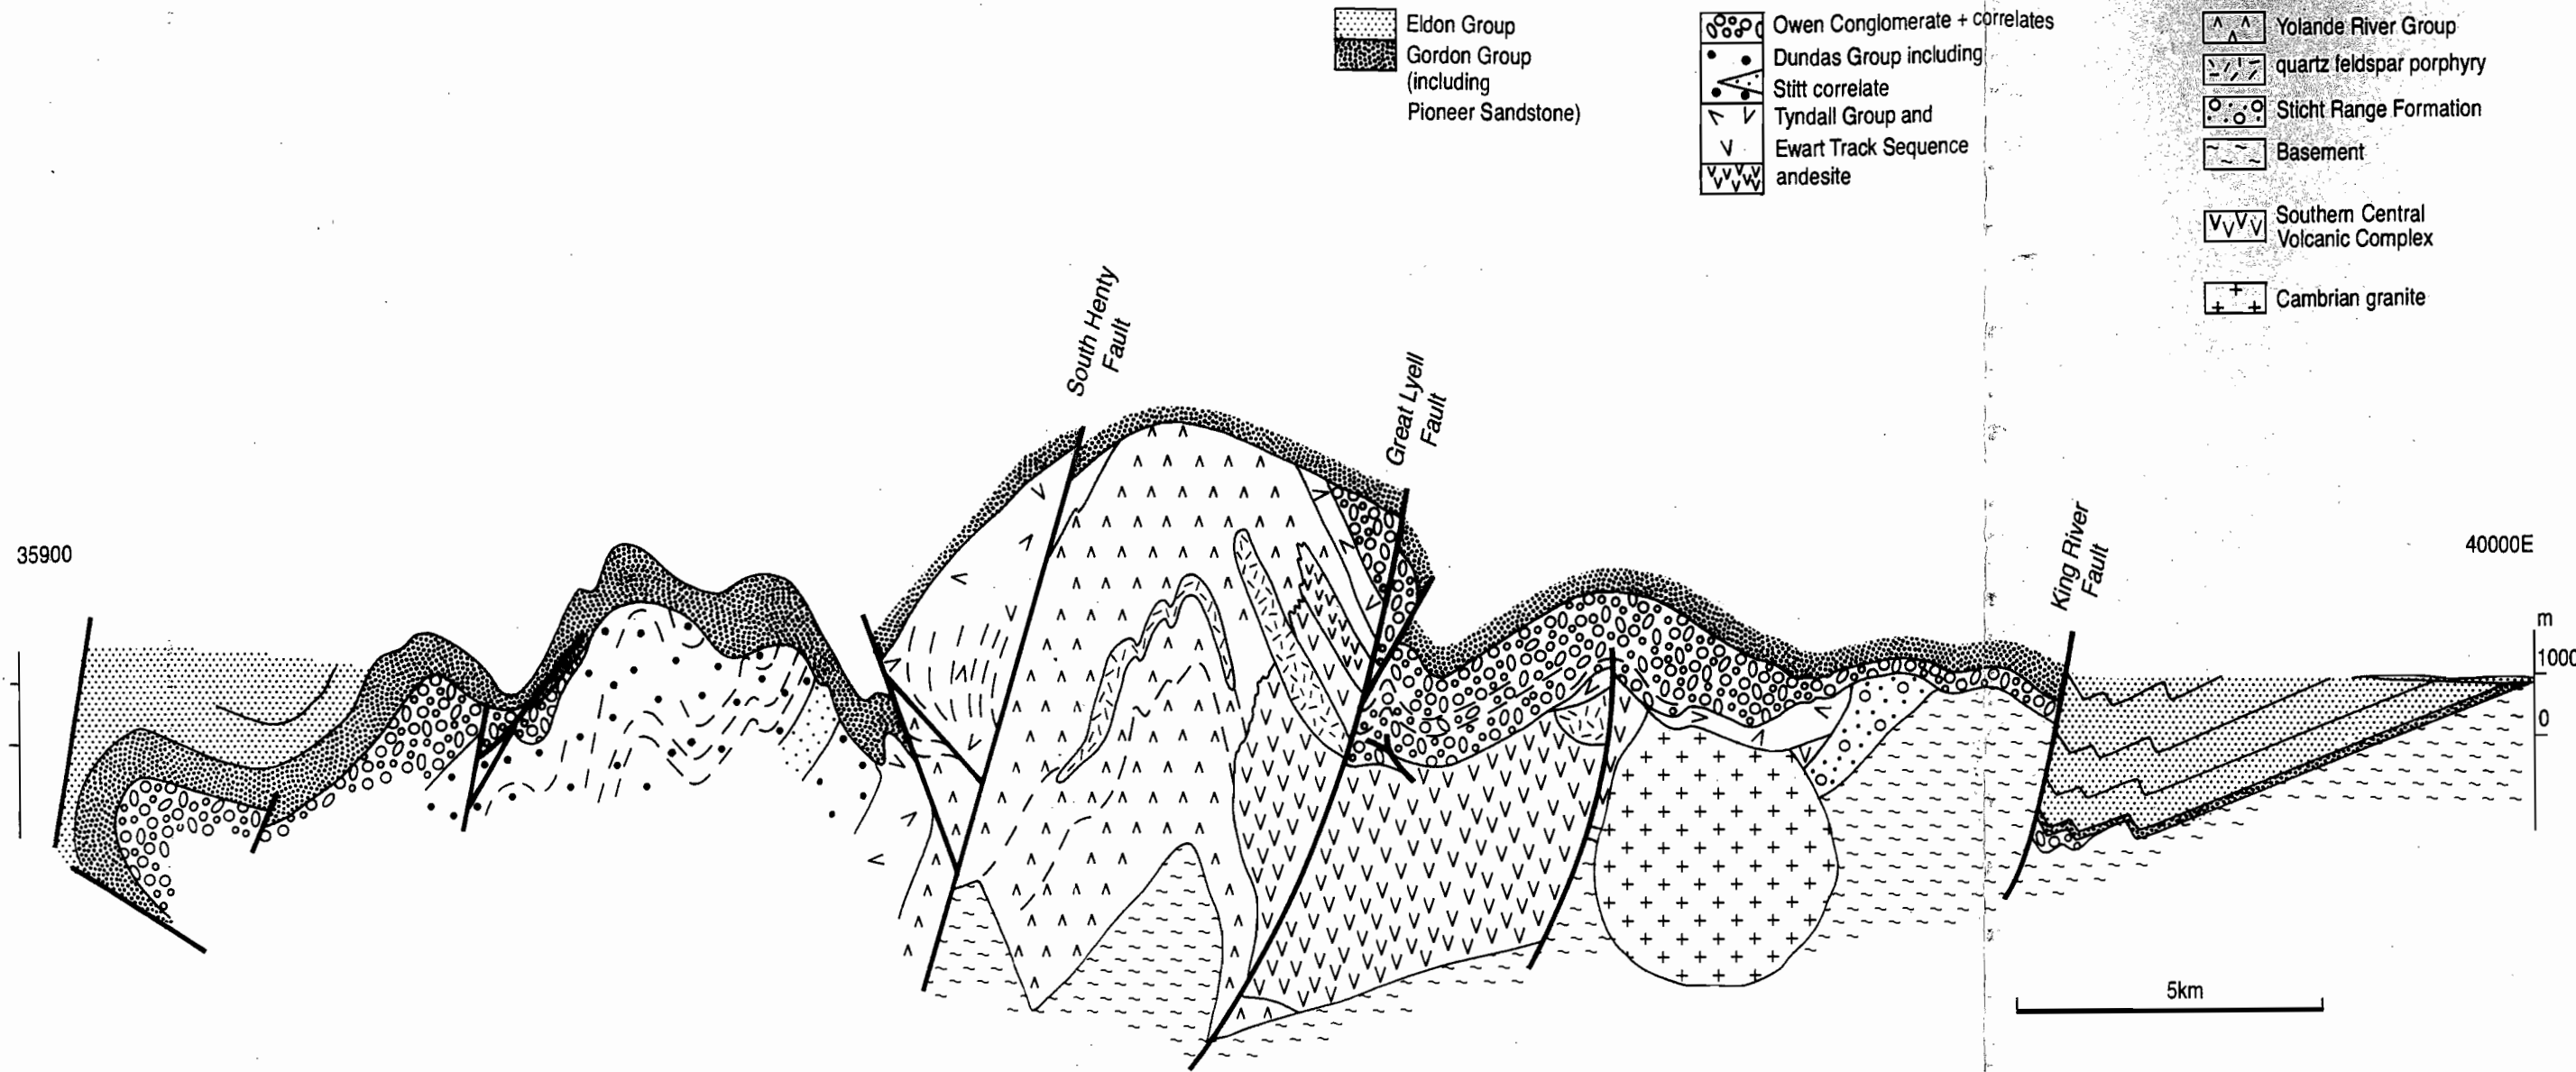 Eldon Group
Gordon Group
(including
Pioneer Sandstone)
Owen Conglomerate + correlates
Dundas Group including
Stitt correlate
Tyndall Group and
Ewart Track Sequence
andesite
Yolande River Group
quartz feldspar porphyry
Sticht Range Formation
Basement
Southern Central
Volcanic Complex
Cambrian granite
South Henty
Fault
Great Lyell
Fault
King River
Fault
35900
40000E
m
1000
0
5km